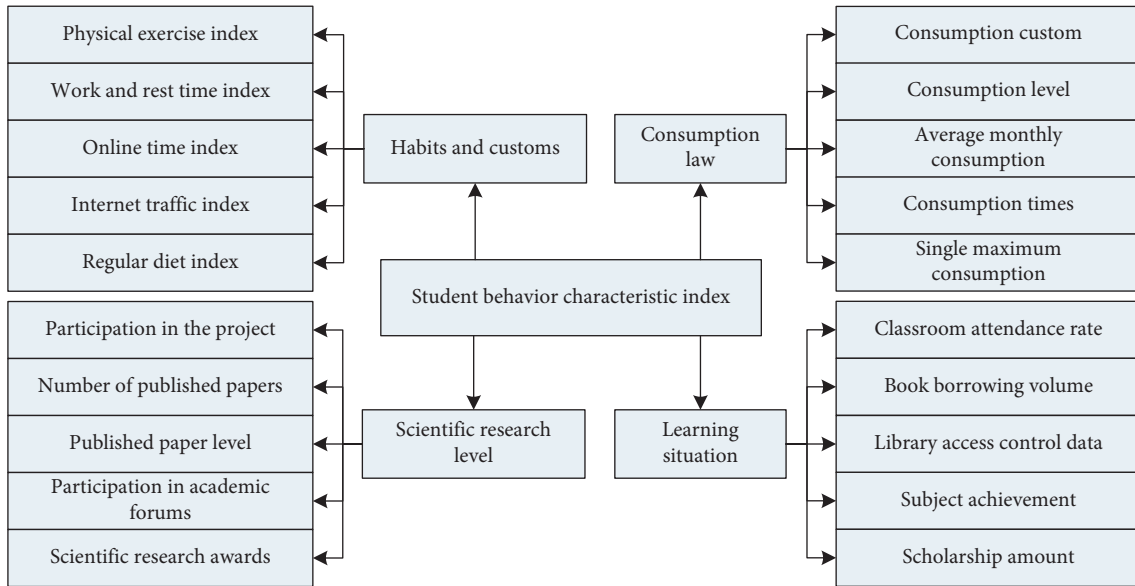 Physical exercise index
Work and rest time index
Online time index
Internet traffic index
Regular diet index
Habits and customs
Consumption
law
Consumption custom
Consumption level
Average monthly
consumption
Consumption times
Single maximum
consumption
Student behavior characteristic index
Participation in the project
Number of published papers
Published paper level
Participation in academic
forums
Scientific research awards
Scientific research
level
Learning
situation
Classroom attendance rate
Book borrowing volume
Library access control data
Subject achievement
Scholarship amount